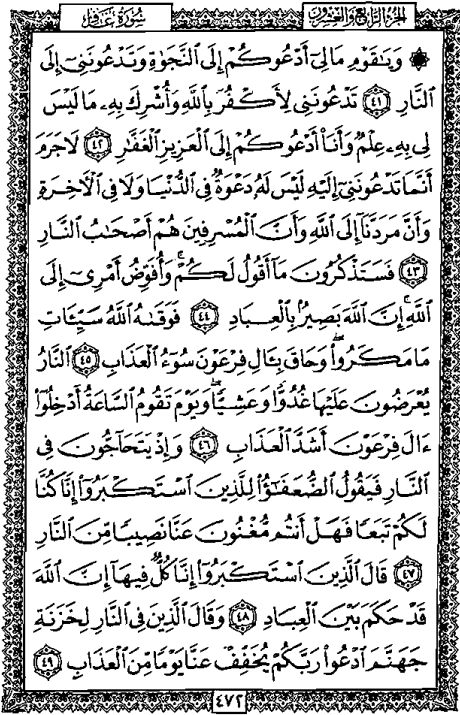 الجزء الرابع والعشرون
سورة غافر
۞ وَيَٰقَوْمِ مَا لِىٓ أَدْعُوكُمْ إِلَى ٱلنَّجَوٰةِ وَتَدْعُونَنِىٓ إِلَى
ٱلنَّارِ ٤١ تَدْعُونَنِى لِأَكْفُرَ بِٱللَّهِ وَأُشْرِكَ بِهِۦ مَا لَيْسَ
لِى بِهِۦ عِلْمٌ وَأَنَا۠ أَدْعُوكُمْ إِلَى ٱلْعَزِيزِ ٱلْغَفَّٰرِ ٤٢ لَا جَرَمَ
أَنَّمَا تَدْعُونَنِىٓ إِلَيْهِ لَيْسَ لَهُۥ دَعْوَةٌ فِى ٱلدُّنْيَا وَلَا فِى ٱلْأٓخِرَةِ
وَأَنَّ مَرَدَّنَآ إِلَى ٱللَّهِ وَأَنَّ ٱلْمُسْرِفِينَ هُمْ أَصْحَٰبُ ٱلنَّارِ
٤٣ فَسَتَذْكُرُونَ مَآ أَقُولُ لَكُمْ ۚ وَأُفَوِّضُ أَمْرِىٓ إِلَى
ٱللَّهِ ۚ إِنَّ ٱللَّهَ بَصِيرٌۢ بِٱلْعِبَادِ ٤٤ فَوَقَىٰهُ ٱللَّهُ سَيِّـَٔاتِ
مَا مَكَرُوا۟ ۖ وَحَاقَ بِـَٔالِ فِرْعَوْنَ سُوٓءُ ٱلْعَذَابِ ٤٥ ٱلنَّارُ
يُعْرَضُونَ عَلَيْهَا غُدُوًّا وَعَشِيًّا ۖ وَيَوْمَ تَقُومُ ٱلسَّاعَةُ أَدْخِلُوٓا۟
ءَالَ فِرْعَوْنَ أَشَدَّ ٱلْعَذَابِ ٤٦ وَإِذْ يَتَحَآجُّونَ فِى
ٱلنَّارِ فَيَقُولُ ٱلضُّعَفَٰٓؤُا۟ لِلَّذِينَ ٱسْتَكْبَرُوٓا۟ إِنَّا كُنَّا
لَكُمْ تَبَعًا فَهَلْ أَنتُم مُّغْنُونَ عَنَّا نَصِيبًا مِّنَ ٱلنَّارِ
٤٧ قَالَ ٱلَّذِينَ ٱسْتَكْبَرُوٓا۟ إِنَّا كُلٌّ فِيهَآ إِنَّ ٱللَّهَ
قَدْ حَكَمَ بَيْنَ ٱلْعِبَادِ ٤٨ وَقَالَ ٱلَّذِينَ فِى ٱلنَّارِ لِخَزَنَةِ
جَهَنَّمَ ٱدْعُوا۟ رَبَّكُمْ يُخَفِّفْ عَنَّا يَوْمًا مِّنَ ٱلْعَذَابِ ٤٩
٤٧٢